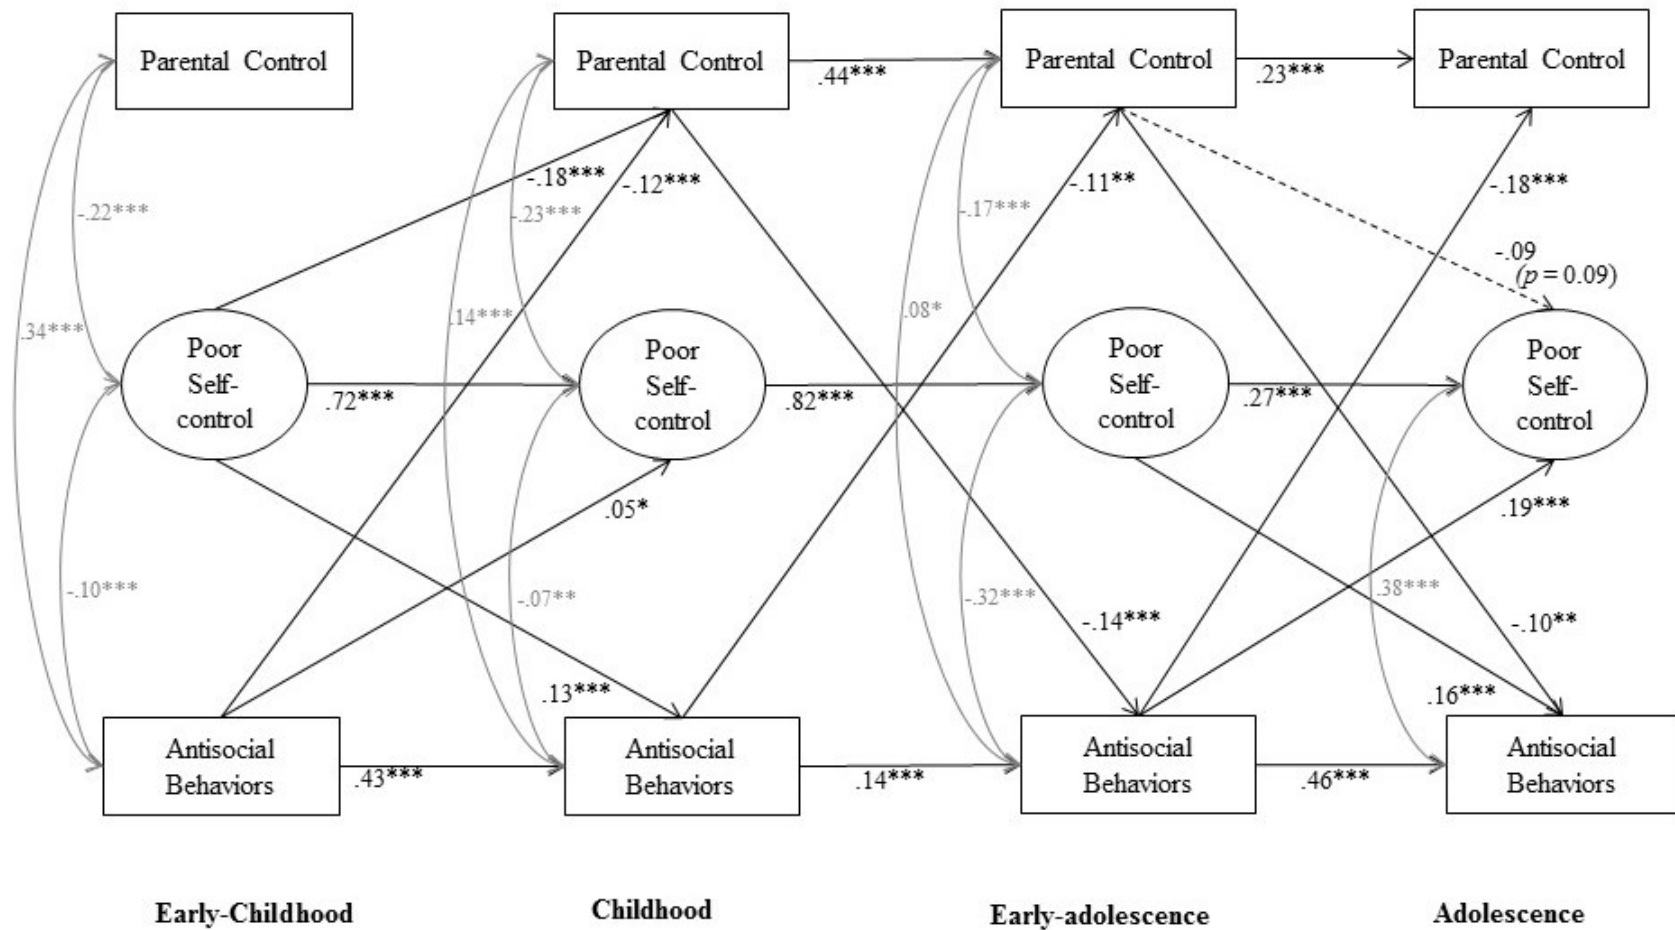 Parental Control
Parental Control
Parental Control
Parental Control
.44***
.23***
-.18***
-.12***
-.11**
-.18***
-.22***
-.23***
-.17***
-.09
(p = 0.09)
.34***
.14***
.08*
Poor
Self-
control
Poor
Self-
control
Poor
Self-
control
Poor
Self-
control
.72***
.82***
.27***
.05*
.19***
-.10***
-.07**
-.32***
.38***
-.14***
-.10**
.13***
.16***
Antisocial
Behaviors
Antisocial
Behaviors
Antisocial
Behaviors
Antisocial
Behaviors
.43***
.14***
.46***
Early-Childhood
Childhood
Early-adolescence
Adolescence